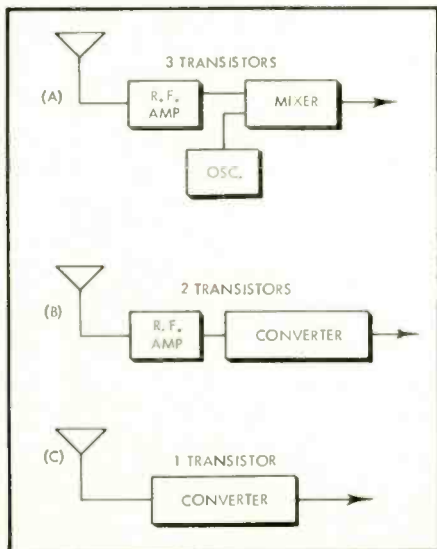 3 TRANSISTORS
(A)
R.F.
AMP
MIXER
OSC.
2 TRANSISTORS
(B)
R.F.
AMP
CONVERTER
1 TRANSISTOR
(C)
CONVERTER